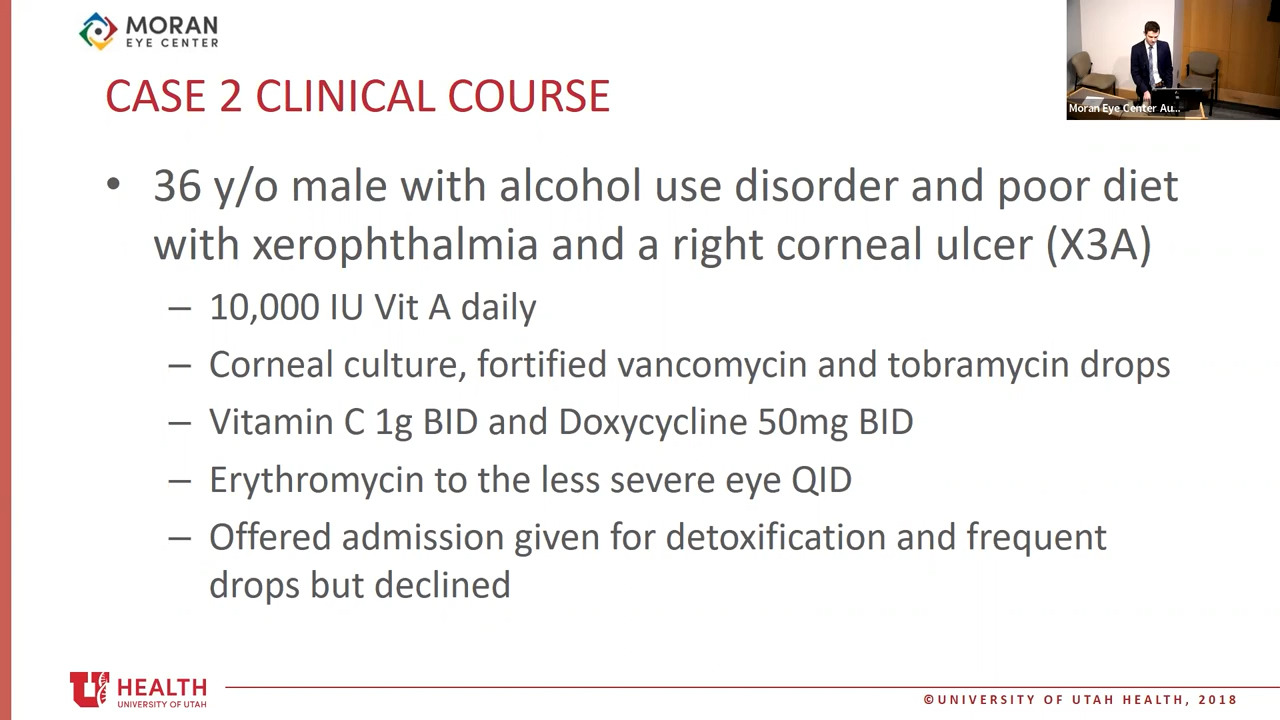 MORAN
EYE CENTER
Moran Eye Center Au...
CASE 2 CLINICAL COURSE
• 36 y/o male with alcohol use disorder and poor diet
with xerophthalmia and a right corneal ulcer (X3A)
– 10,000 IU Vit A daily
– Corneal culture, fortified vancomycin and tobramycin drops
– Vitamin C 1g BID and Doxycycline 50mg BID
– Erythromycin to the less severe eye QID
– Offered admission given for detoxification and frequent
drops but declined
U HEALTH
UNIVERSITY OF UTAH
©UNIVERSITY OF UTAH HEALTH, 2018